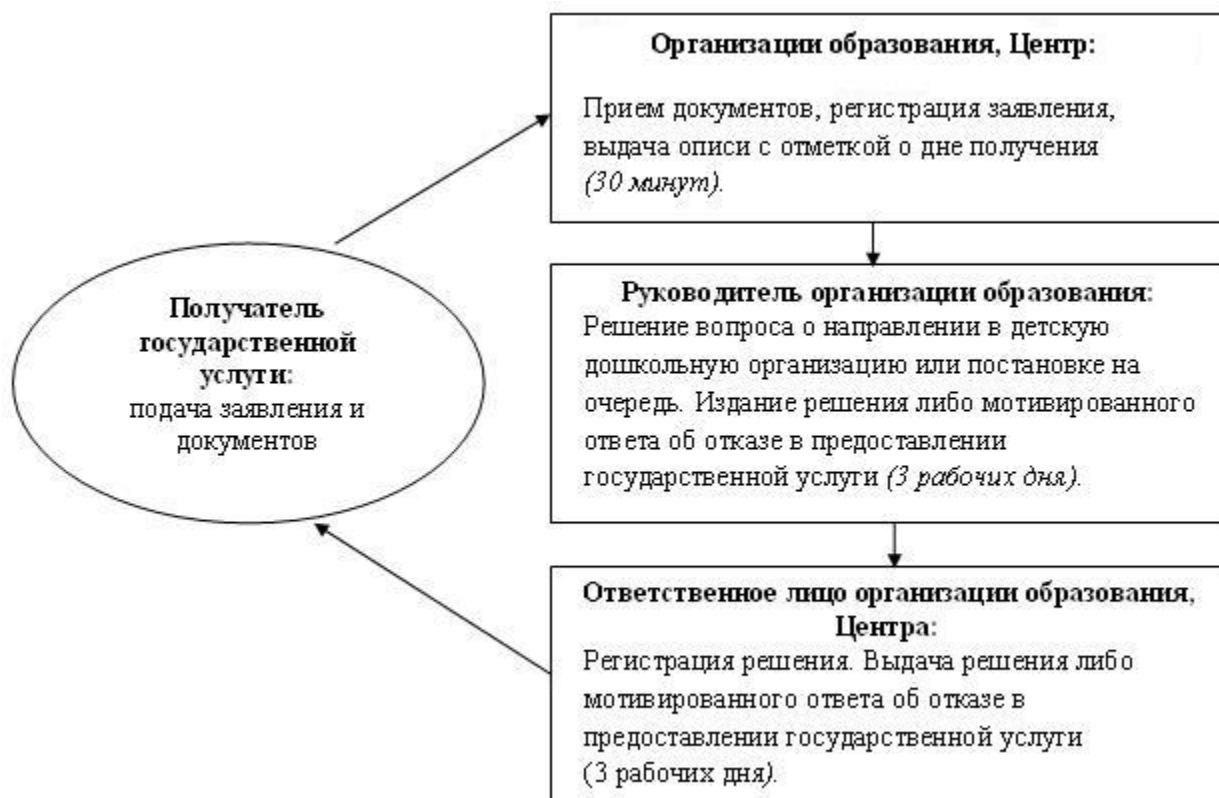 Организации образования, Центр:
Прием документов, регистрация заявления,
выдача описи с отметкой о дне получения
(30 минут).
Получатель
государственной
услуги:
подача заявления и
документов
Руководитель организации образования:
Решение вопроса о направлении в детскую
дошкольную организацию или постановке на
очередь. Издание решения либо мотивированного
ответа об отказе в предоставлении
государственной услуги (3 рабочих дня).
Ответственное лицо организации образования,
Центра:
Регистрация решения. Выдача решения либо
мотивированного ответа об отказе в
предоставлении государственной услуги
(3 рабочих дня).